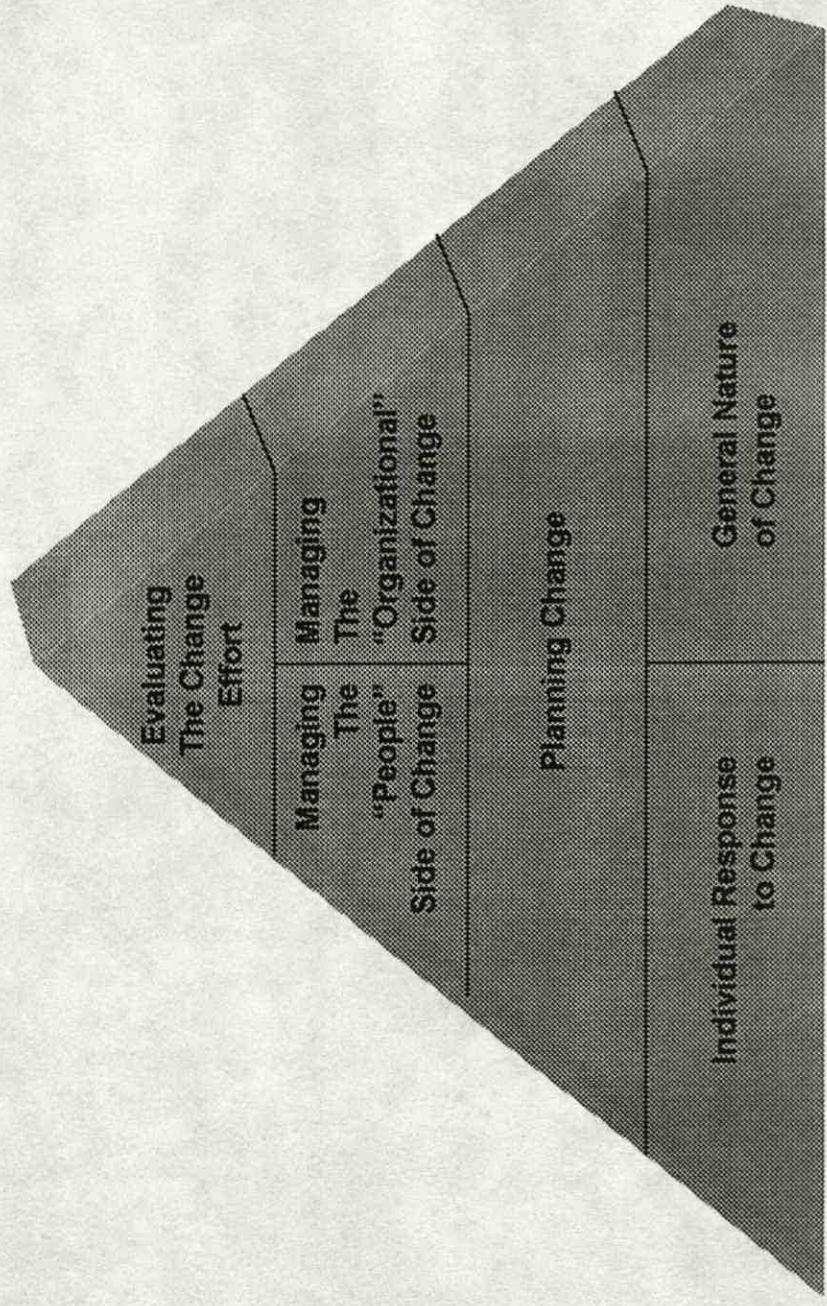 Evaluating
The Change
Effort
Managing
The
“People”
Side of Change
Managing
The
“Organizational”
Side of Change
Planning Change
Individual Response
to Change
General Nature
of Change